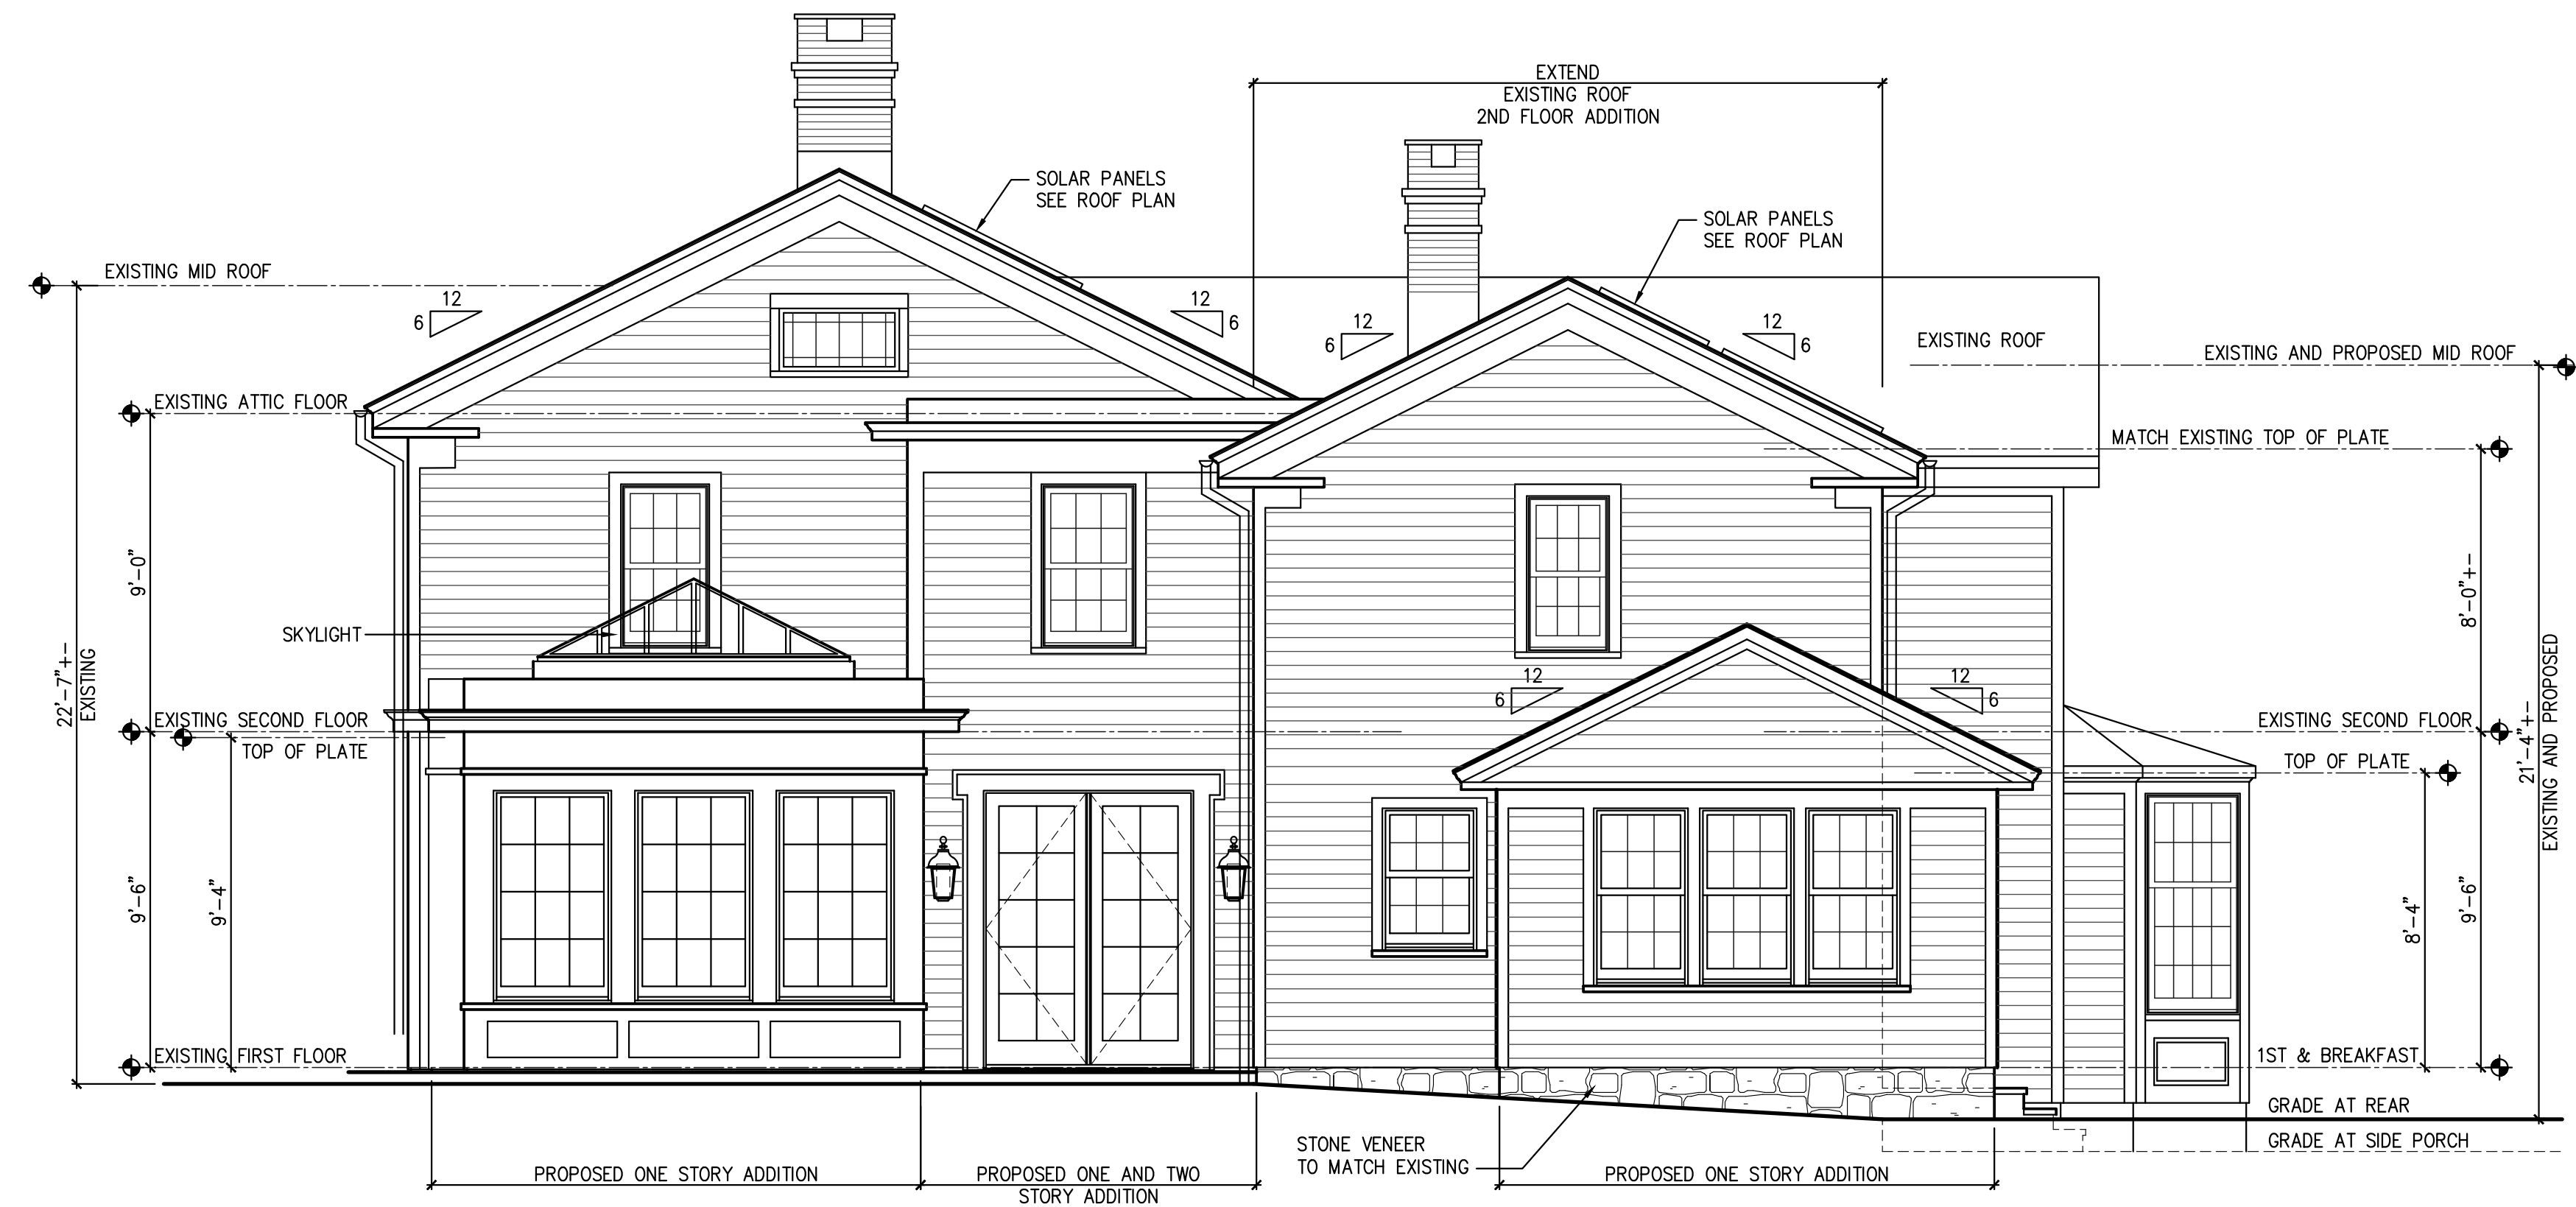 EXTEND
EXISTING ROOF
2ND FLOOR ADDITION
SOLAR PANELS
SEE ROOF PLAN
SOLAR PANELS
SEE ROOF PLAN
EXISTING MID ROOF
12
6
12
6
12
6
12
6
EXISTING ROOF
EXISTING AND PROPOSED MID ROOF
EXISTING ATTIC FLOOR
MATCH EXISTING TOP OF PLATE
9'-0"
8'-0"+-
SKYLIGHT
22'-7"+-
EXISTING
21'-4"+-
EXISTING AND PROPOSED
12
6
12
6
EXISTING SECOND FLOOR
TOP OF PLATE
EXISTING SECOND FLOOR
TOP OF PLATE
9'-6"
9'-4"
8'-4"
9'-6"
EXISTING FIRST FLOOR
1ST & BREAKFAST
GRADE AT REAR
GRADE AT SIDE PORCH
STONE VENEER
TO MATCH EXISTING
PROPOSED ONE STORY ADDITION
PROPOSED ONE AND TWO
STORY ADDITION
PROPOSED ONE STORY ADDITION